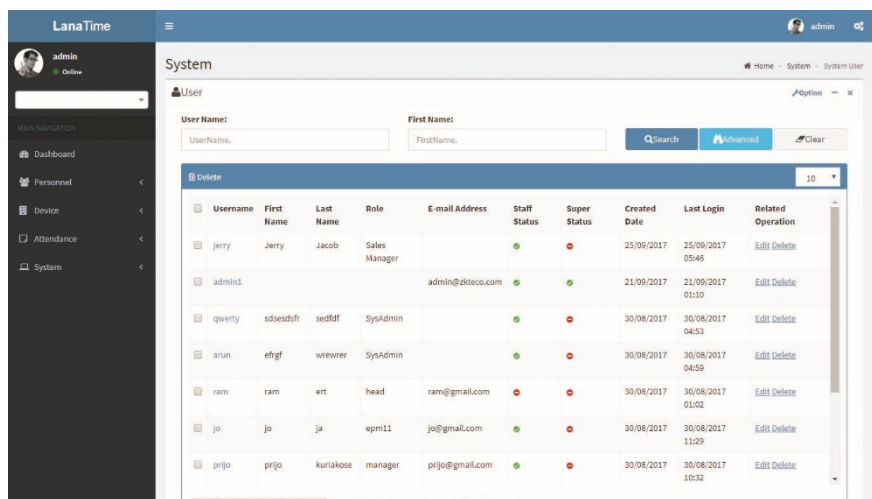 LanaTime
admin
admin
Online
MAIN NAVIGATION
Dashboard
Personnel
Device
Attendance
System
System
Home > System > System User
User
Option
User Name:
First Name:
UserName.
FirstName.
Search
Advanced
Clear
Delete
10
Username First Name Last Name Role E-mail Address Staff Status Super Status Created Date Last Login Related Operation
jerry Jerry Jacob Sales Manager 25/09/2017 25/09/2017 05:46 Edit Delete
admin1 admin@zkteco.com 21/09/2017 21/09/2017 01:10 Edit Delete
qwerty sdsesdsfr sedfdf SysAdmin 30/08/2017 30/08/2017 04:53 Edit Delete
arun efrgf wrewrer SysAdmin 30/08/2017 30/08/2017 04:59 Edit Delete
ram ram ert head ram@gmail.com 30/08/2017 30/08/2017 01:02 Edit Delete
jo jo ja epm11 jo@gmail.com 30/08/2017 30/08/2017 11:29 Edit Delete
prijo prijo kuriakose manager prijo@gmail.com 30/08/2017 30/08/2017 10:32 Edit Delete